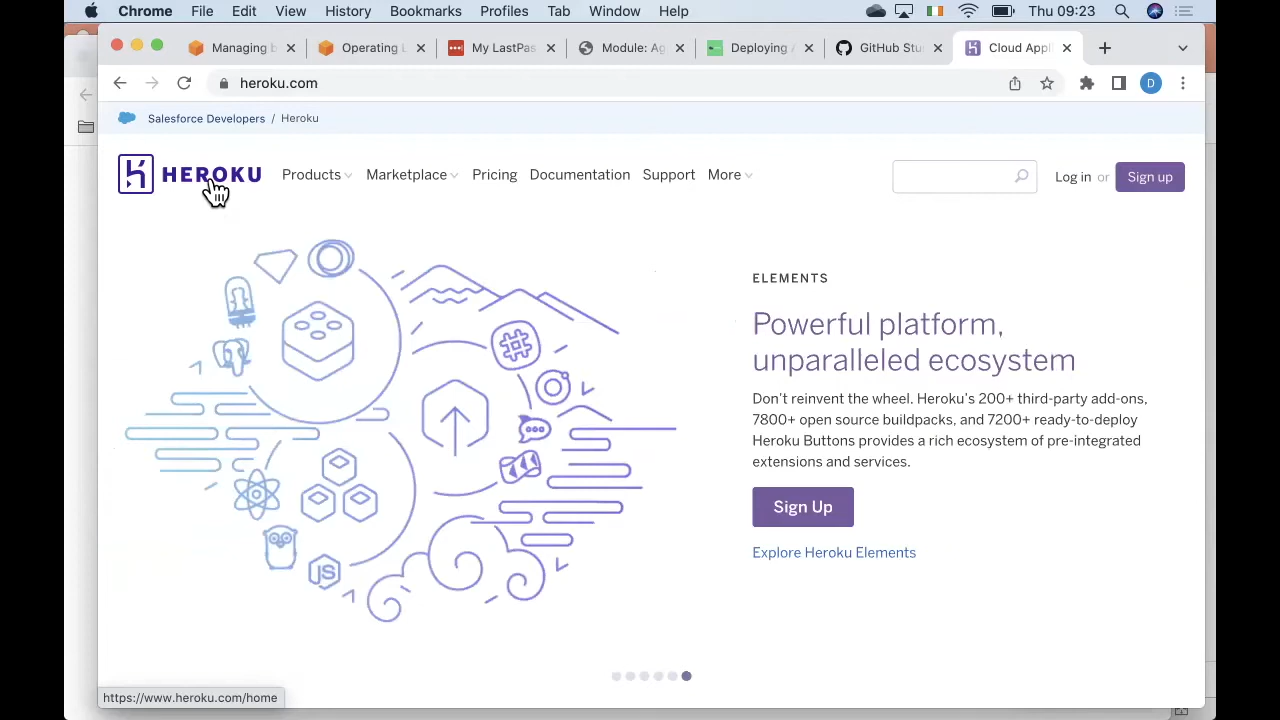 Chrome File Edit View History Bookmarks Profiles Tab Window Help Thu 09:23
Managing b Operating L My LastPas Module: Ag Deploying A GitHub Stu Cloud Appl
heroku.com D
Salesforce Developers / Heroku
HEROKU Products Marketplace Pricing Documentation Support More Log in or Sign up
ELEMENTS
Powerful platform,
unparalleled ecosystem
Don't reinvent the wheel. Heroku's 200+ third-party add-ons,
7800+ open source buildpacks, and 7200+ ready-to-deploy
Heroku Buttons provides a rich ecosystem of pre-integrated
extensions and services.
Sign Up
Explore Heroku Elements
JS
https://www.heroku.com/home